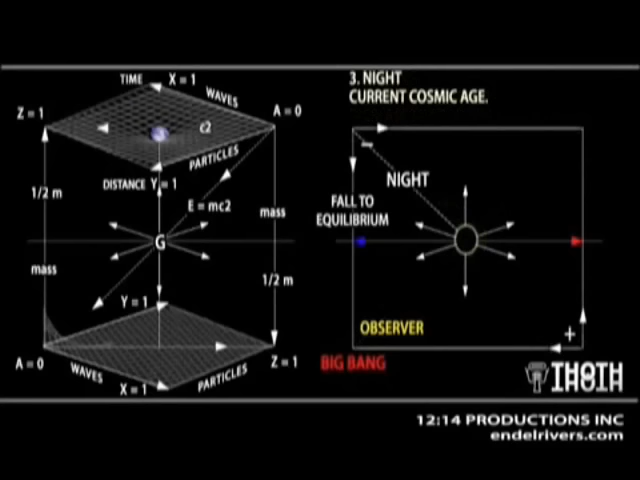 TIME
X = 1
WAVES
Z = 1
A = 0
c2
PARTICLES
DISTANCE Y = 1
1/2 m
E = mc2
mass
G
mass
1/2 m
Y = 1
A = 0
WAVES
X = 1
PARTICLES
Z = 1
3. NIGHT
CURRENT COSMIC AGE.
–
NIGHT
FALL TO
EQUILIBRIUM
OBSERVER
+
BIG BANG
THOTH
12:14 PRODUCTIONS INC
endelrivers.com